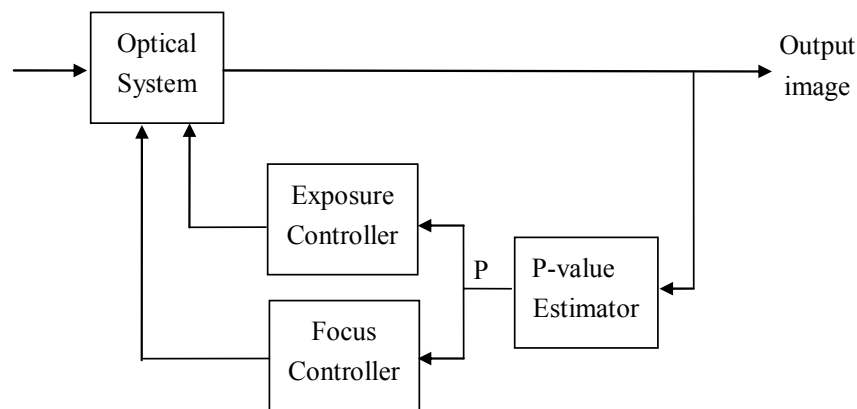 Optical
System
Output
image
Exposure
Controller
P
P-value
Estimator
Focus
Controller